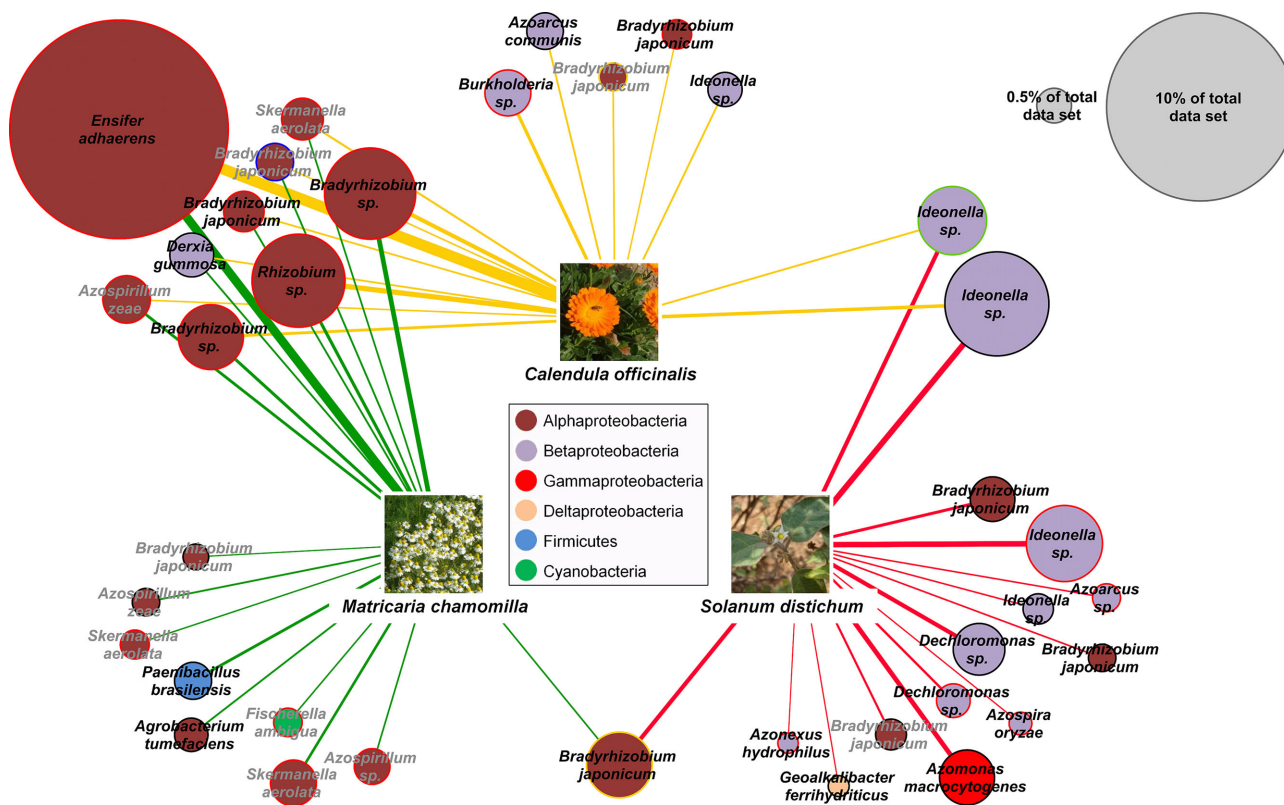 Ensifer
adhaerens
Skermanella
aerolata
Bradyrhizobium
japonicum
Bradyrhizobium
sp.
Bradyrhizobium
japonicum
Derxia
gummosa
Rhizobium
sp.
Azospirillum
zeae
Bradyrhizobium
sp.
Azoarcus
communis
Bradyrhizobium
japonicum
Bradyrhizobium
japonicum
Burkholderia
sp.
Ideonella
sp.
0.5% of total
data set
10% of total
data set
Ideonella
sp.
Ideonella
sp.
Calendula officinalis
Alphaproteobacteria
Betaproteobacteria
Gammaproteobacteria
Deltaproteobacteria
Firmicutes
Cyanobacteria
Matricaria chamomilla
Solanum distichum
Bradyrhizobium
japonicum
Azospirillum
zeae
Skermanella
aerolata
Paenibacillus
brasilensis
Agrobacterium
tumefaciens
Fischerella
ambigua
Skermanella
aerolata
Azospirillum
sp.
Bradyrhizobium
japonicum
Bradyrhizobium
japonicum
Ideonella
sp.
Azoarcus
sp.
Ideonella
sp.
Bradyrhizobium
japonicum
Dechloromonas
sp.
Dechloromonas
sp.
Azospira
oryzae
Azonexus
hydrophilus
Bradyrhizobium
japonicum
Geoalkalibacter
ferrihydriticus
Azomonas
macrocytogenes